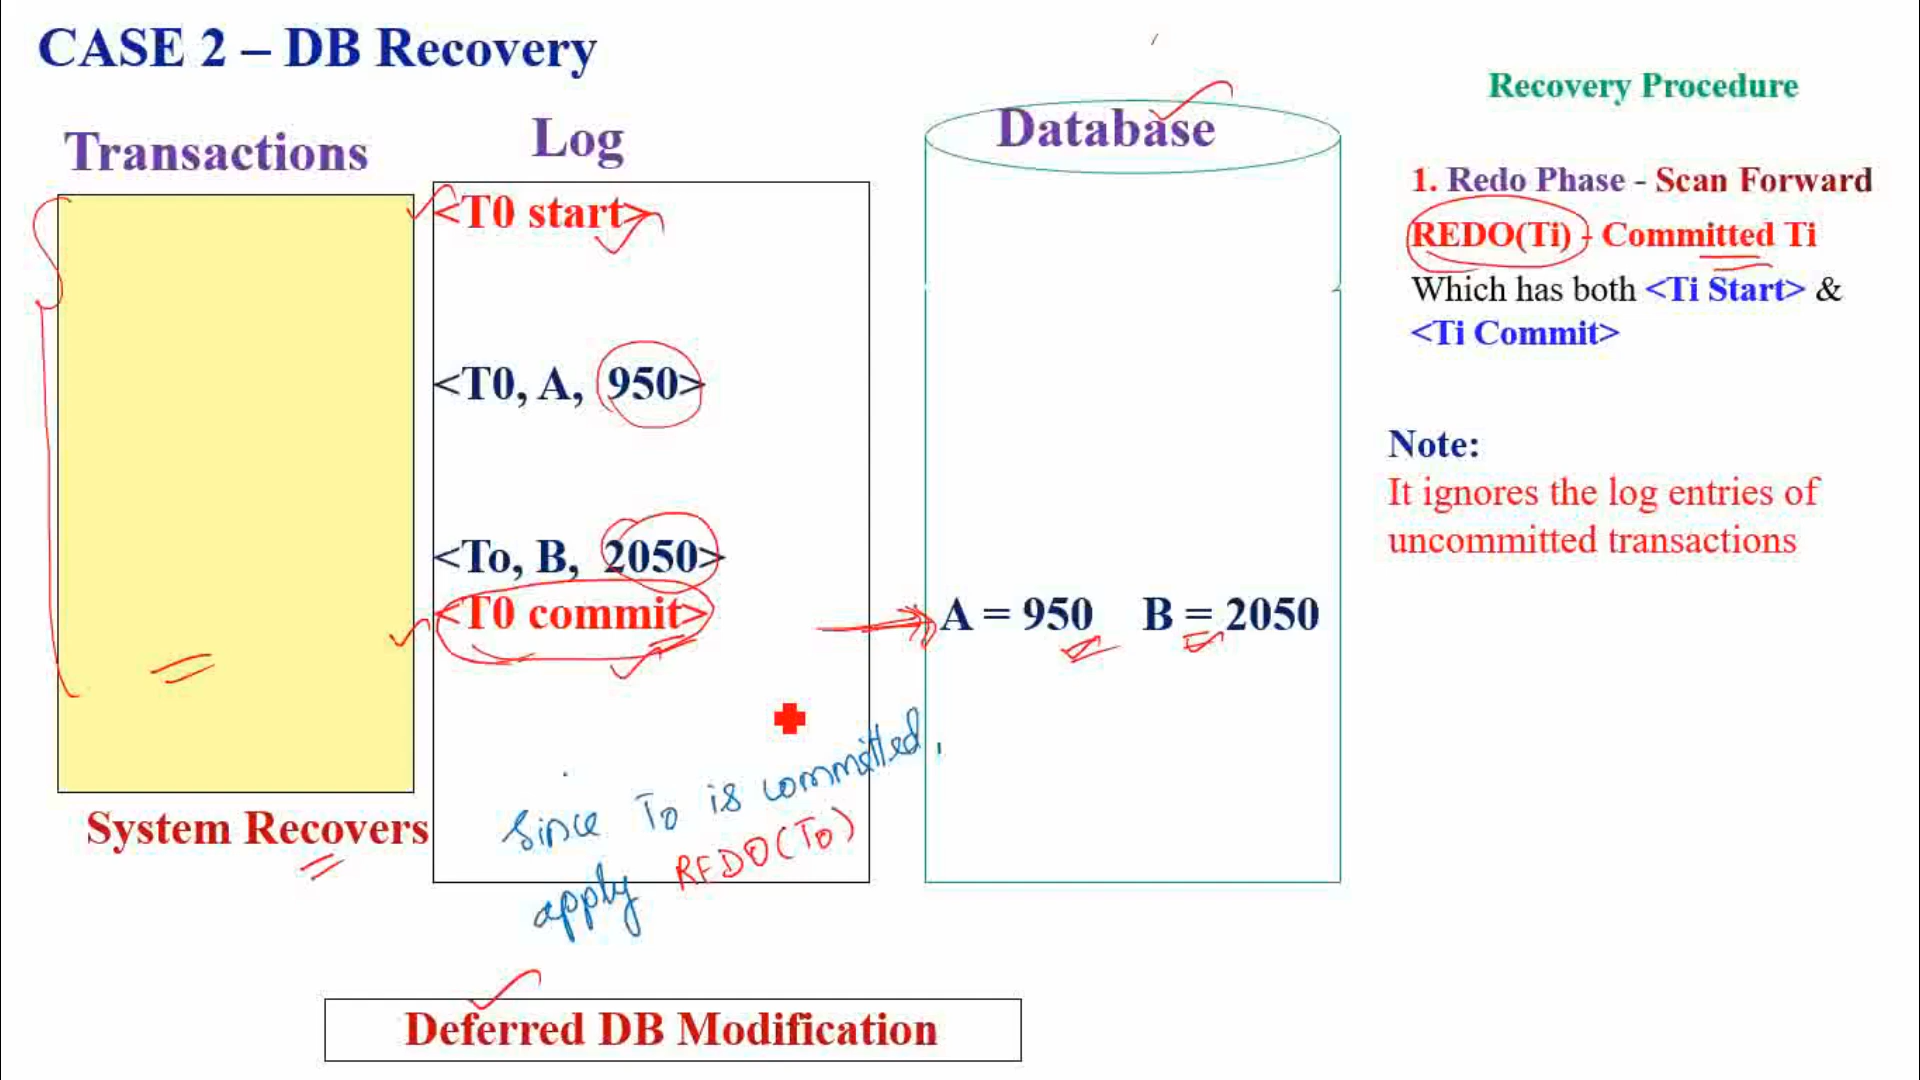 CASE 2 – DB Recovery
Transactions
Log
<T0 start>
<T0, A, 950>
<To, B, 2050>
<T0 commit>
Since T0 is committed,
apply REDO(T0)
System Recovers
Database
A = 950 B = 2050
Recovery Procedure
1. Redo Phase - Scan Forward
REDO(Ti) - Committed Ti
Which has both <Ti Start> &
<Ti Commit>
Note:
It ignores the log entries of
uncommitted transactions
Deferred DB Modification